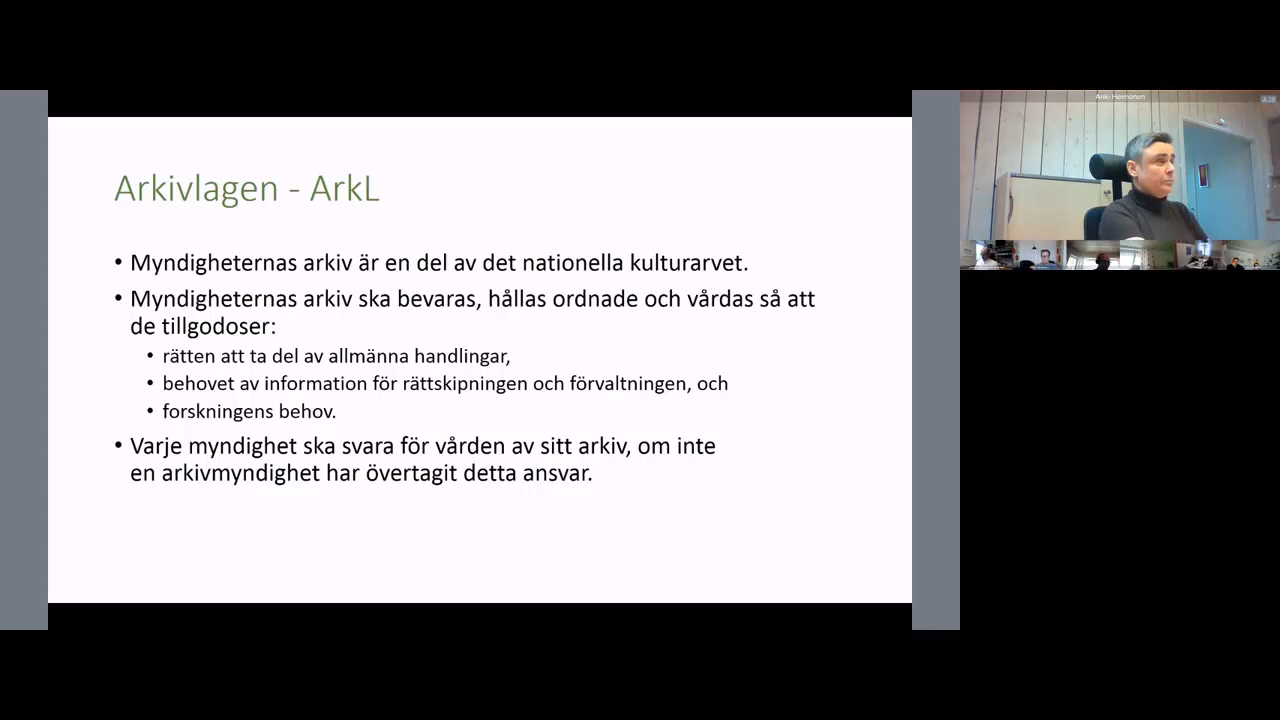 Arkivlagen - ArkL
• Myndigheternas arkiv är en del av det nationella kulturarvet.
• Myndigheternas arkiv ska bevaras, hållas ordnade och vårdas så att
de tillgodoser:
• rätten att ta del av allmänna handlingar,
• behovet av information för rättskipningen och förvaltningen, och
• forskningens behov.
• Varje myndighet ska svara för vården av sitt arkiv, om inte
en arkivmyndighet har övertagit detta ansvar.